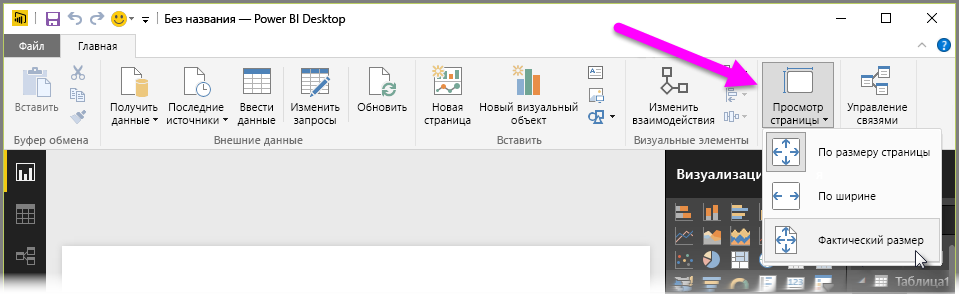 Без названия — Power BI Desktop
Файл
Главная
Вставить
Получить
данные
Последние
источники
Ввести
данные
Изменить
запросы
Обновить
Новая
страница
Новый визуальный
объект
Изменить
взаимодействия
Просмотр
страницы
Управление
связями
Буфер обмена
Внешние данные
Вставить
Визуальные элементы
По размеру страницы
По ширине
Фактический размер
Визуализац
Таблица1